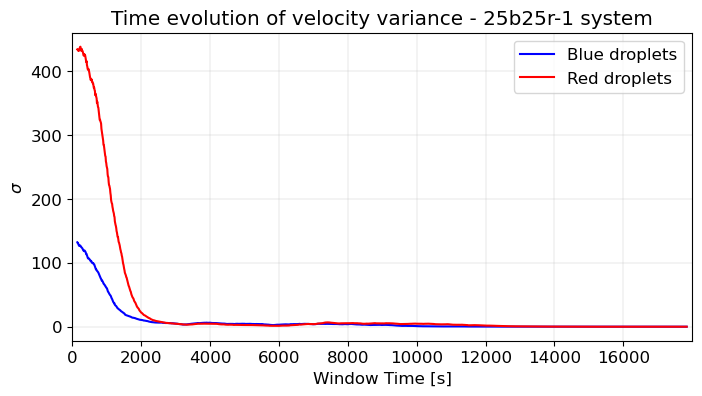 Time evolution of velocity variance - 25b25r-1 system
Blue droplets
Red droplets
400
300
200
100
0
σ
0 2000 4000 6000 8000 10000 12000 14000 16000
Window Time [s]